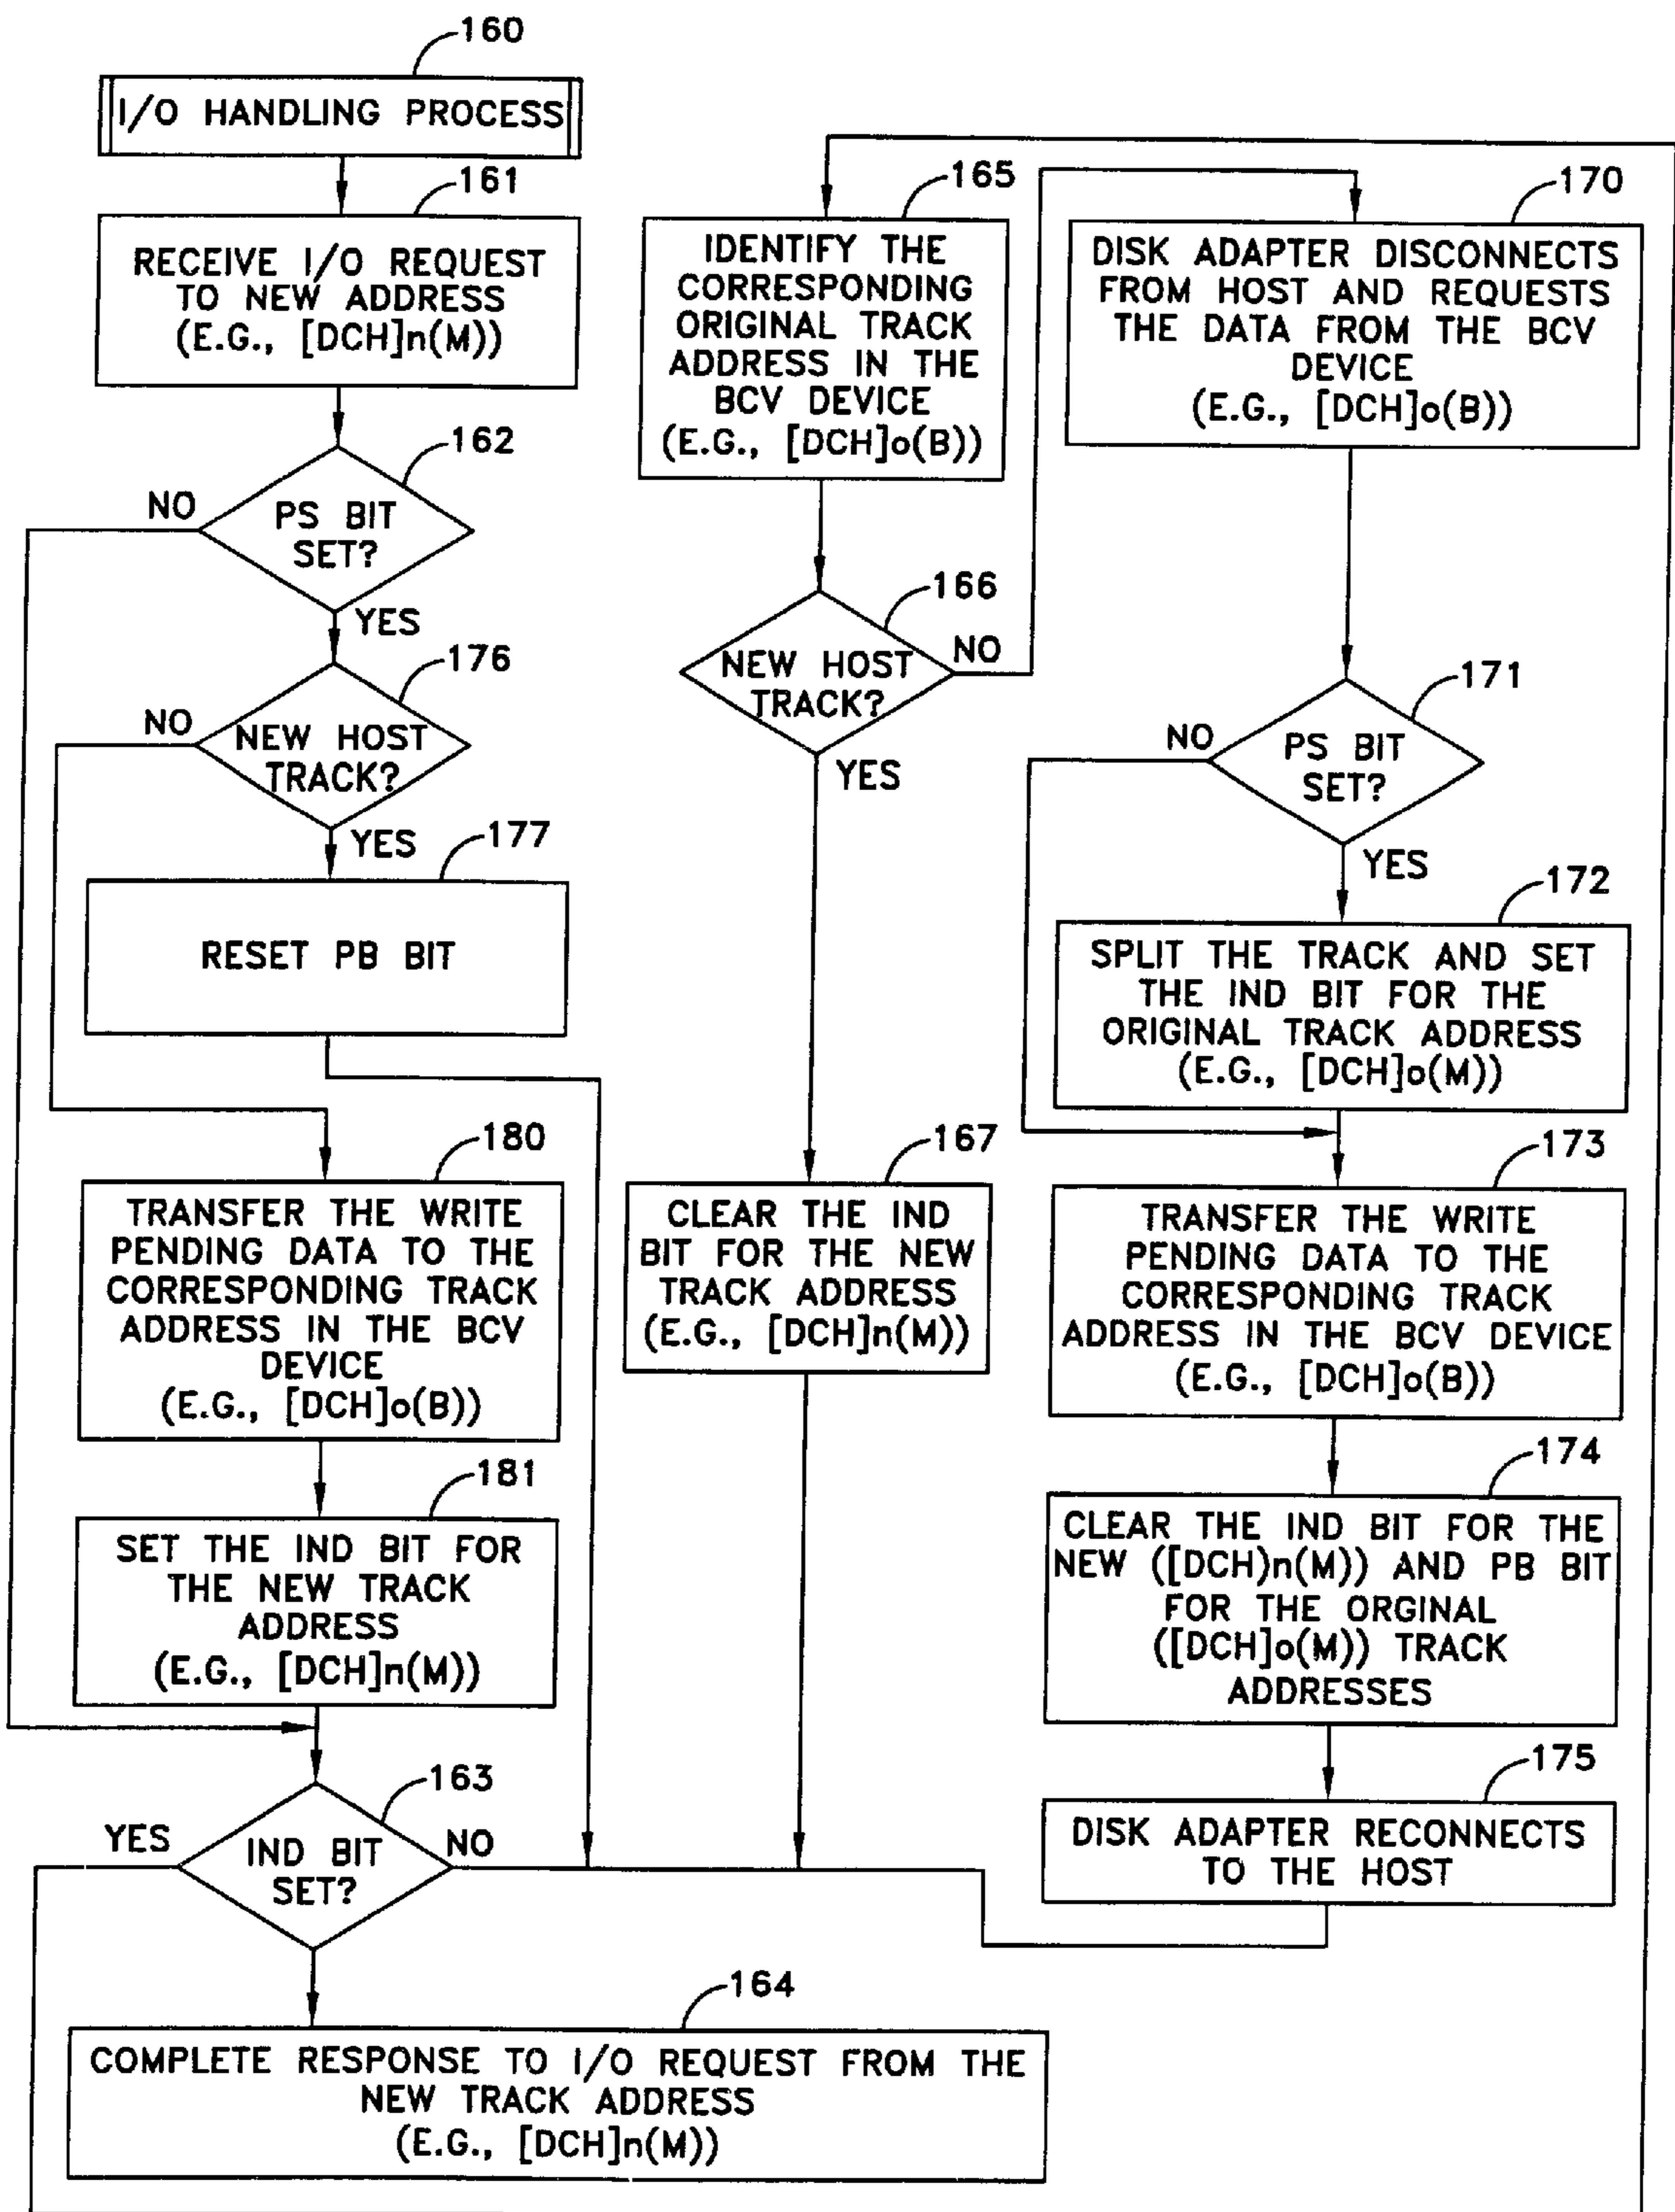 160
I/O HANDLING PROCESS
161
RECEIVE I/O REQUEST
TO NEW ADDRESS
(E.G., [DCH]n(M))
162
NO
PS BIT
SET?
YES
176
NO
NEW HOST
TRACK?
YES
177
RESET PB BIT
180
TRANSFER THE WRITE
PENDING DATA TO THE
CORRESPONDING TRACK
ADDRESS IN THE BCV
DEVICE
(E.G., [DCH]o(B))
181
SET THE IND BIT FOR
THE NEW TRACK
ADDRESS
(E.G., [DCH]n(M))
163
YES
IND BIT
SET?
NO
164
COMPLETE RESPONSE TO I/O REQUEST FROM THE
NEW TRACK ADDRESS
(E.G., [DCH]n(M))
165
IDENTIFY THE
CORRESPONDING
ORIGINAL TRACK
ADDRESS IN THE
BCV DEVICE
(E.G., [DCH]o(B))
166
NEW HOST
TRACK?
NO
YES
167
CLEAR THE IND
BIT FOR THE NEW
TRACK ADDRESS
(E.G., [DCH]n(M))
170
DISK ADAPTER DISCONNECTS
FROM HOST AND REQUESTS
THE DATA FROM THE BCV
DEVICE
(E.G., [DCH]o(B))
171
NO
PS BIT
SET?
YES
172
SPLIT THE TRACK AND SET
THE IND BIT FOR THE
ORIGINAL TRACK ADDRESS
(E.G., [DCH]o(M))
173
TRANSFER THE WRITE
PENDING DATA TO THE
CORRESPONDING TRACK
ADDRESS IN THE BCV DEVICE
(E.G., [DCH]o(B))
174
CLEAR THE IND BIT FOR THE
NEW ([DCH)n(M)) AND PB BIT
FOR THE ORGINAL
([DCH]o(M)) TRACK
ADDRESSES
175
DISK ADAPTER RECONNECTS
TO THE HOST